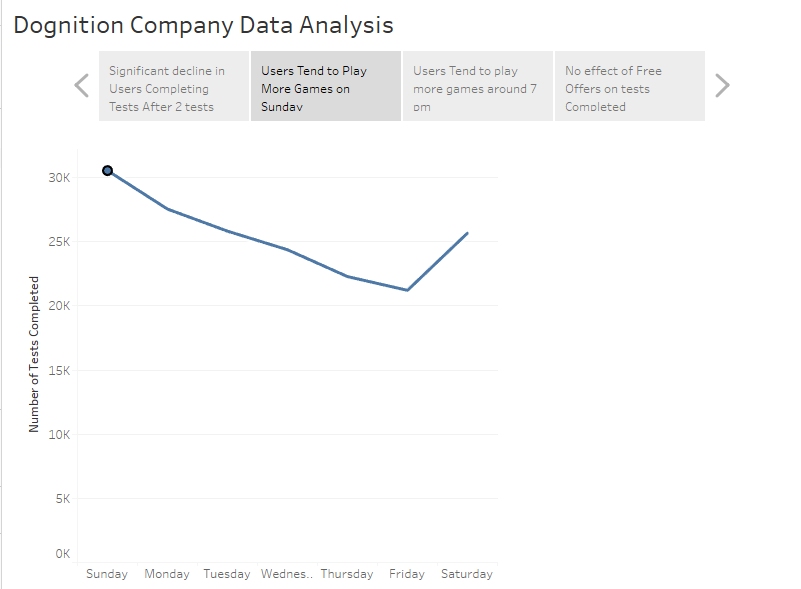 Dognition Company Data Analysis
Significant decline in
Users Completing
Tests After 2 tests
Users Tend to Play
More Games on
Sunday
Users Tend to play
more games around 7
pm
No effect of Free
Offers on tests
Completed
Number of Tests Completed
30K
25K
20K
15K
10K
5K
0K
Sunday Monday Tuesday Wednes.. Thursday Friday Saturday